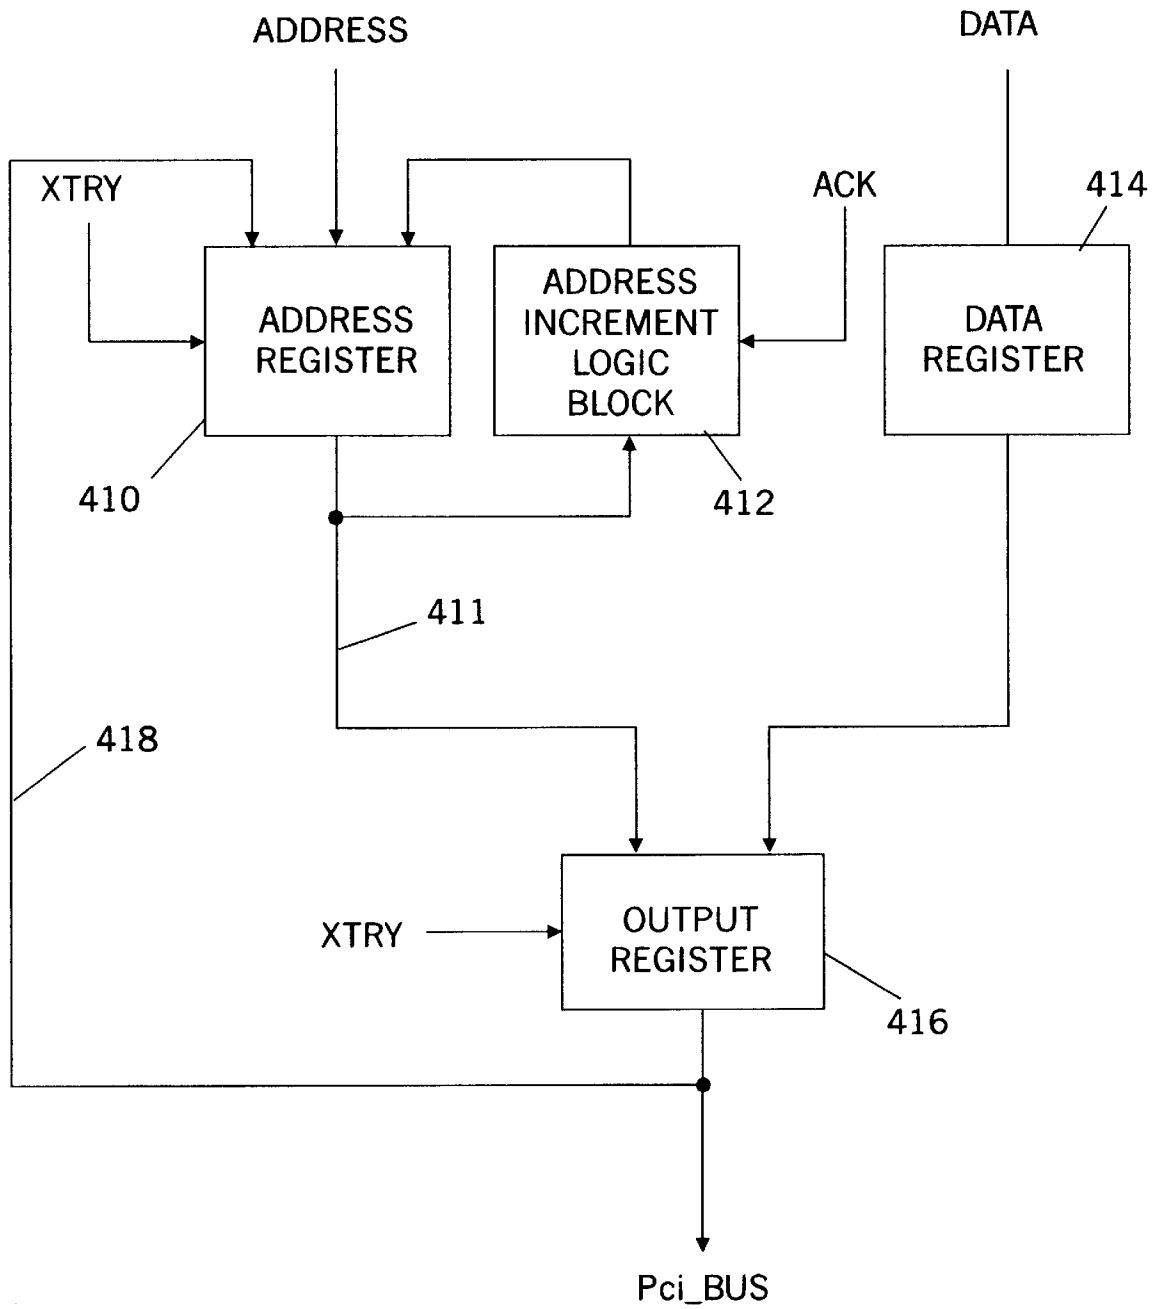 ADDRESS
DATA
XTRY
ACK
414
ADDRESS
REGISTER
ADDRESS
INCREMENT
LOGIC
BLOCK
DATA
REGISTER
410
412
411
418
XTRY
OUTPUT
REGISTER
416
Pci_BUS